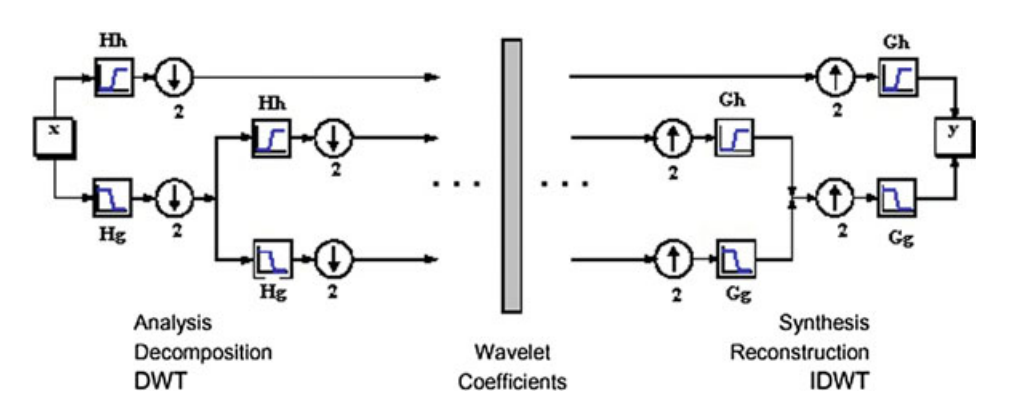 Hh
Gh
2
2
x
Hh
Gh
y
2
2
Hg
2
. . .
. . .
2
Gg
Hg
2
2
Gg
Analysis
Decomposition
DWT
Wavelet
Coefficients
Synthesis
Reconstruction
IDWT